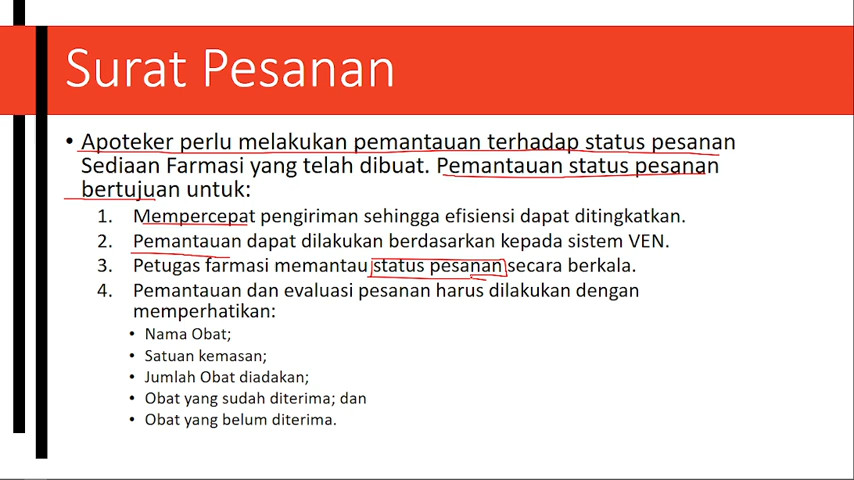 Surat Pesanan
• Apoteker perlu melakukan pemantauan terhadap status pesanan
Sediaan Farmasi yang telah dibuat. Pemantauan status pesanan
bertujuan untuk:
1. Mempercepat pengiriman sehingga efisiensi dapat ditingkatkan.
2. Pemantauan dapat dilakukan berdasarkan kepada sistem VEN.
3. Petugas farmasi memantau status pesanan secara berkala.
4. Pemantauan dan evaluasi pesanan harus dilakukan dengan
memperhatikan:
• Nama Obat;
• Satuan kemasan;
• Jumlah Obat diadakan;
• Obat yang sudah diterima; dan
• Obat yang belum diterima.